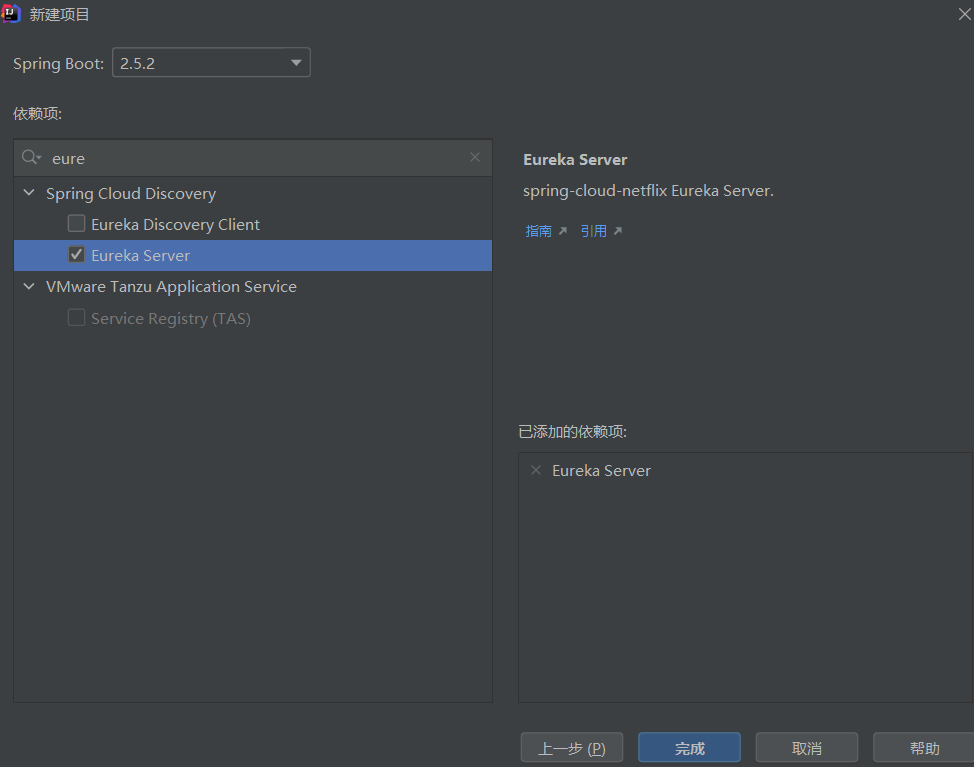 新建项目
Spring Boot: 2.5.2
依赖项:
eure
Spring Cloud Discovery
Eureka Discovery Client
Eureka Server
VMware Tanzu Application Service
Service Registry (TAS)
Eureka Server
spring-cloud-netflix Eureka Server.
指南 引用
已添加的依赖项:
Eureka Server
上一步 (P) 完成 取消 帮助